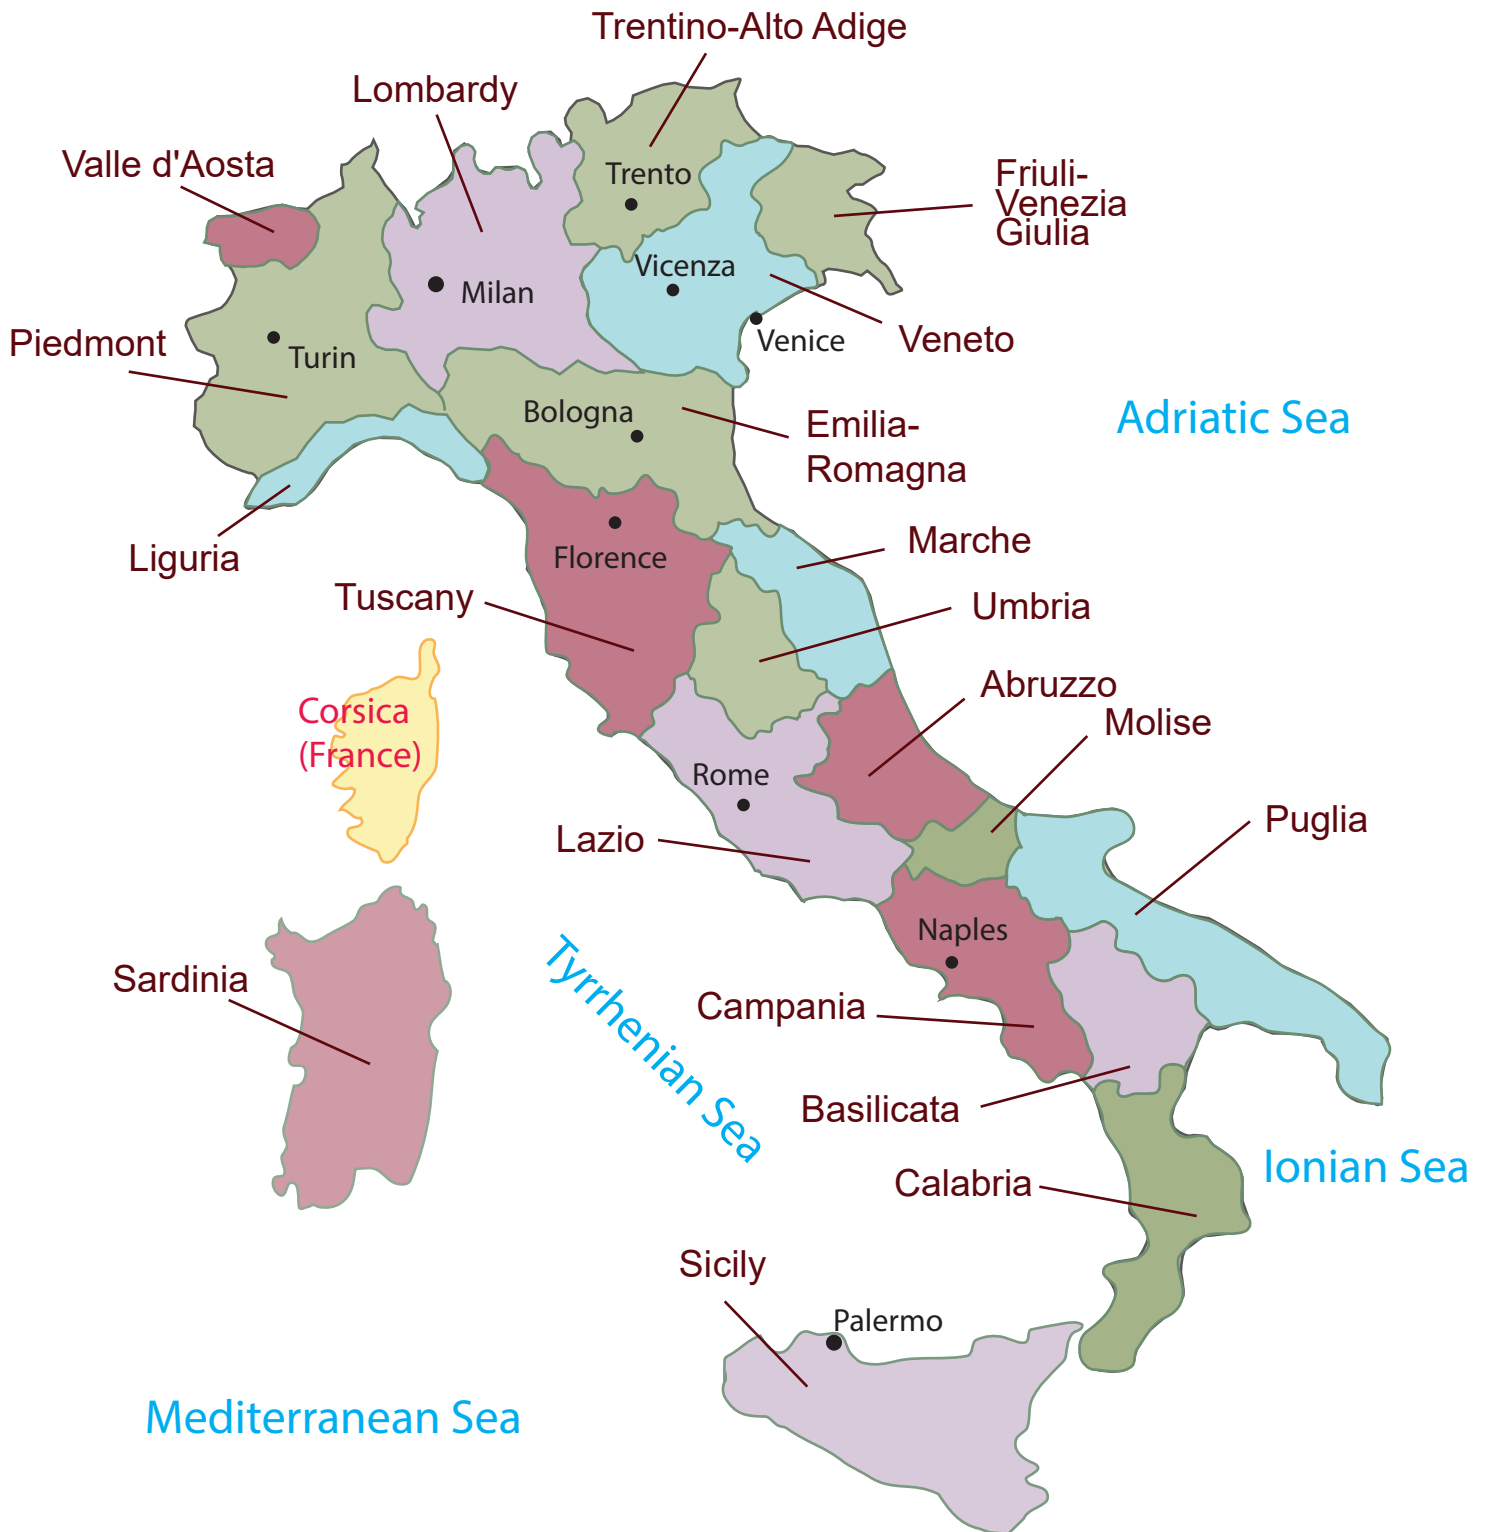 Trentino-Alto Adige
Lombardy
Valle d'Aosta
Trento
Friuli-
Venezia
Giulia
Vicenza
Milan
Venice
Veneto
Piedmont
Turin
Bologna
Adriatic Sea
Emilia-
Romagna
Liguria
Florence
Marche
Tuscany
Umbria
Corsica
(France)
Abruzzo
Molise
Rome
Lazio
Puglia
Naples
Sardinia
Tyrrhenian Sea
Campania
Basilicata
Ionian Sea
Calabria
Sicily
Palermo
Mediterranean Sea